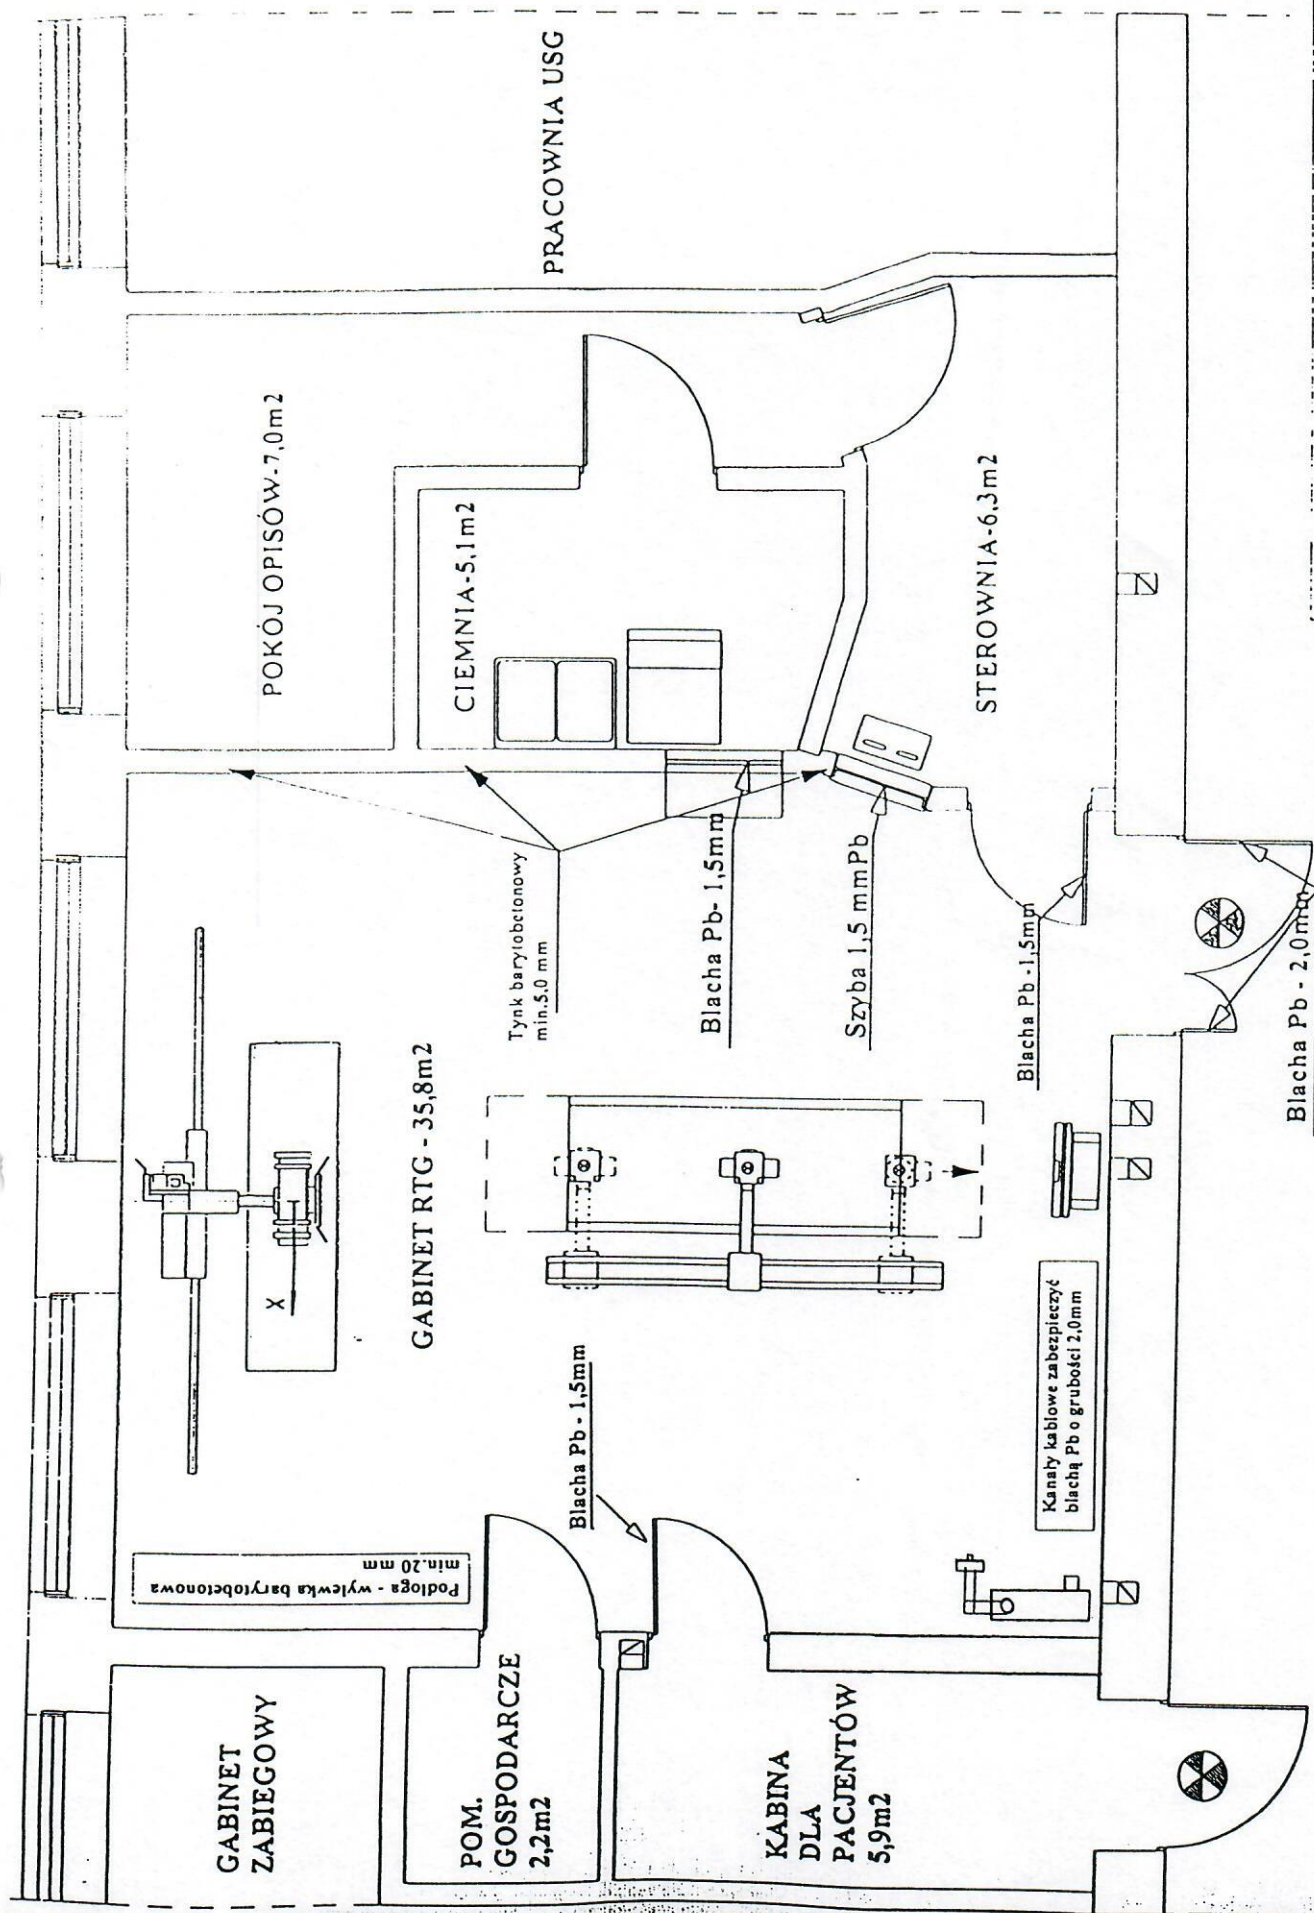 PRACOWNIA USG
POKÓJ OPISÓW-7,0m2
CIEMNIA-5,1m2
STEROWNIA-6,3m2
Tynk barytobetonowy
min.5.0 mm
Blacha Pb- 1,5mm
Szyba 1,5 mmPb
Blacha Pb -1,5mm
Blacha Pb - 2,0mm
GABINET RTG - 35,8m2
X
Blacha Pb - 1,5mm
Kanały kablowe zabezpieczyć
blachą Pb o grubości 2,0mm
Podłoga - wylewka barytobetonowa
min.20 mm
GABINET
ZABIEGOWY
POM.
GOSPODARCZE
2,2m2
KABINA
DLA
PACJENTÓW
5,9m2